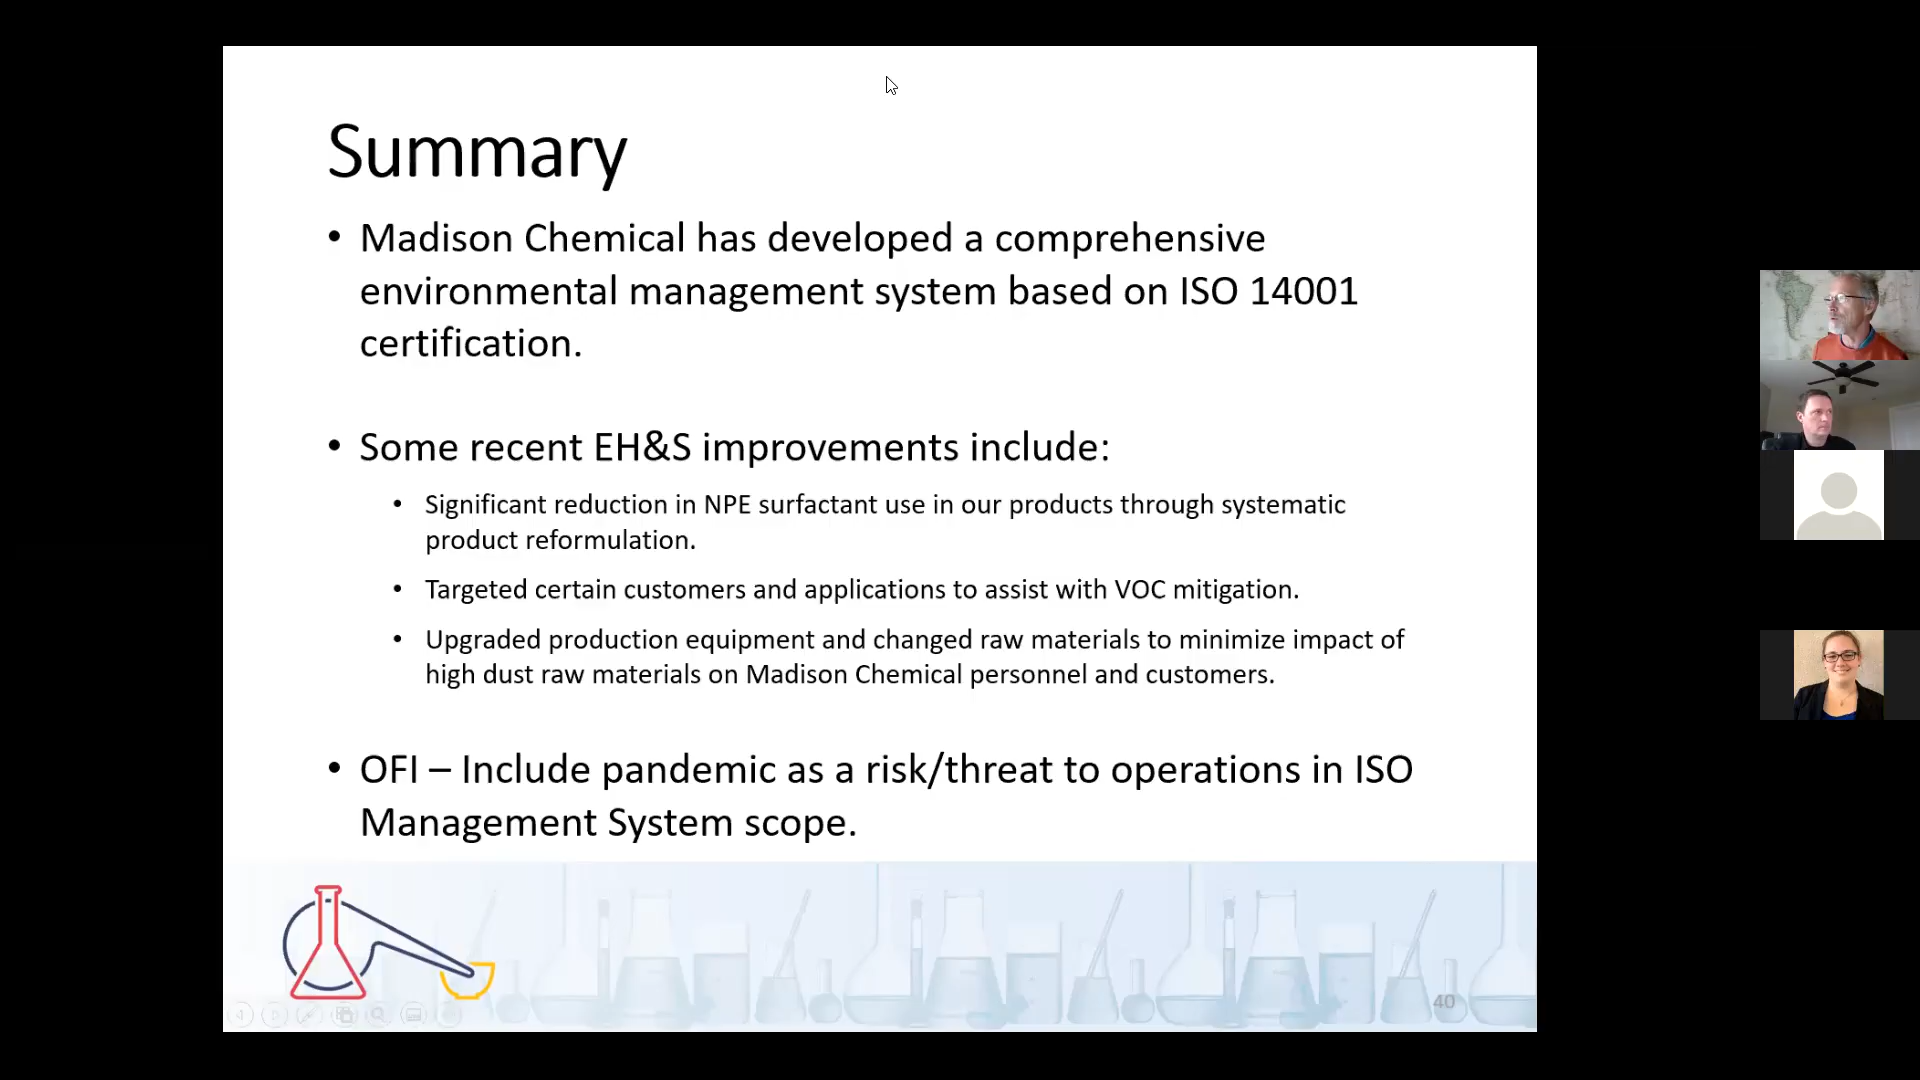 Summary
• Madison Chemical has developed a comprehensive
environmental management system based on ISO 14001
certification.
• Some recent EH&S improvements include:
• Significant reduction in NPE surfactant use in our products through systematic
product reformulation.
• Targeted certain customers and applications to assist with VOC mitigation.
• Upgraded production equipment and changed raw materials to minimize impact of
high dust raw materials on Madison Chemical personnel and customers.
• OFI – Include pandemic as a risk/threat to operations in ISO
Management System scope.
40